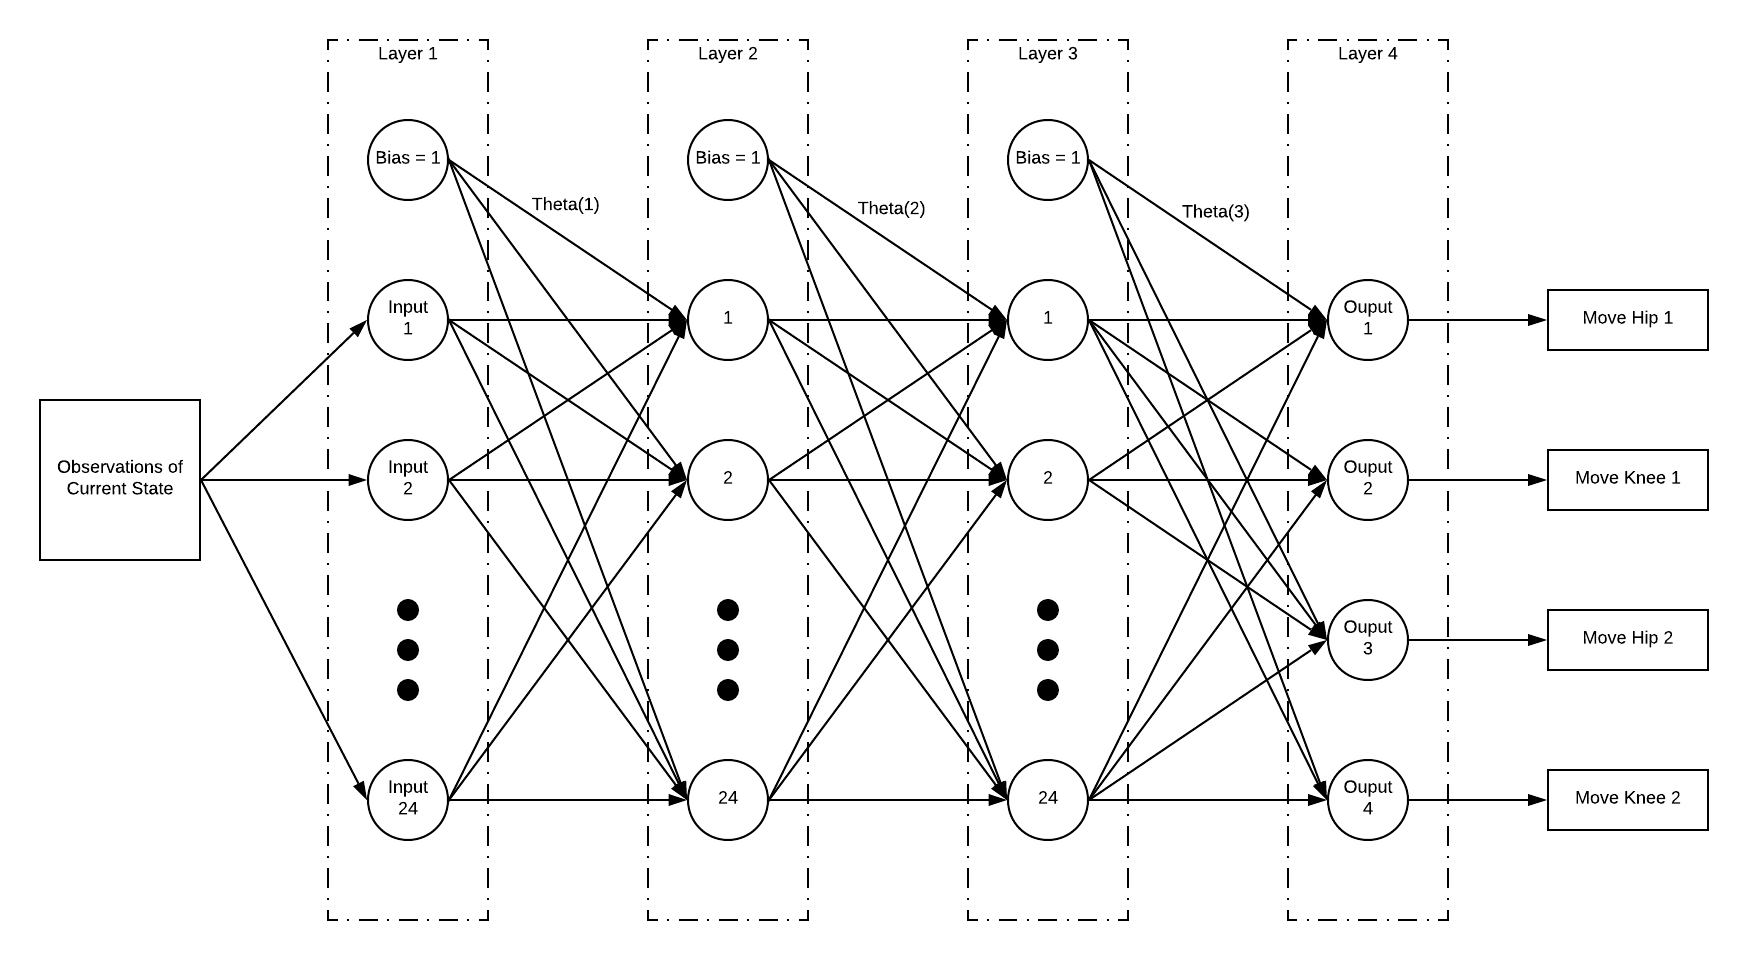 Layer 1
Layer 2
Layer 3
Layer 4
Bias = 1
Bias = 1
Bias = 1
Theta(1)
Theta(2)
Theta(3)
Input
1
1
1
Ouput
1
Move Hip 1
Observations of
Current State
Input
2
2
2
Ouput
2
Move Knee 1
Ouput
3
Move Hip 2
Input
24
24
24
Ouput
4
Move Knee 2